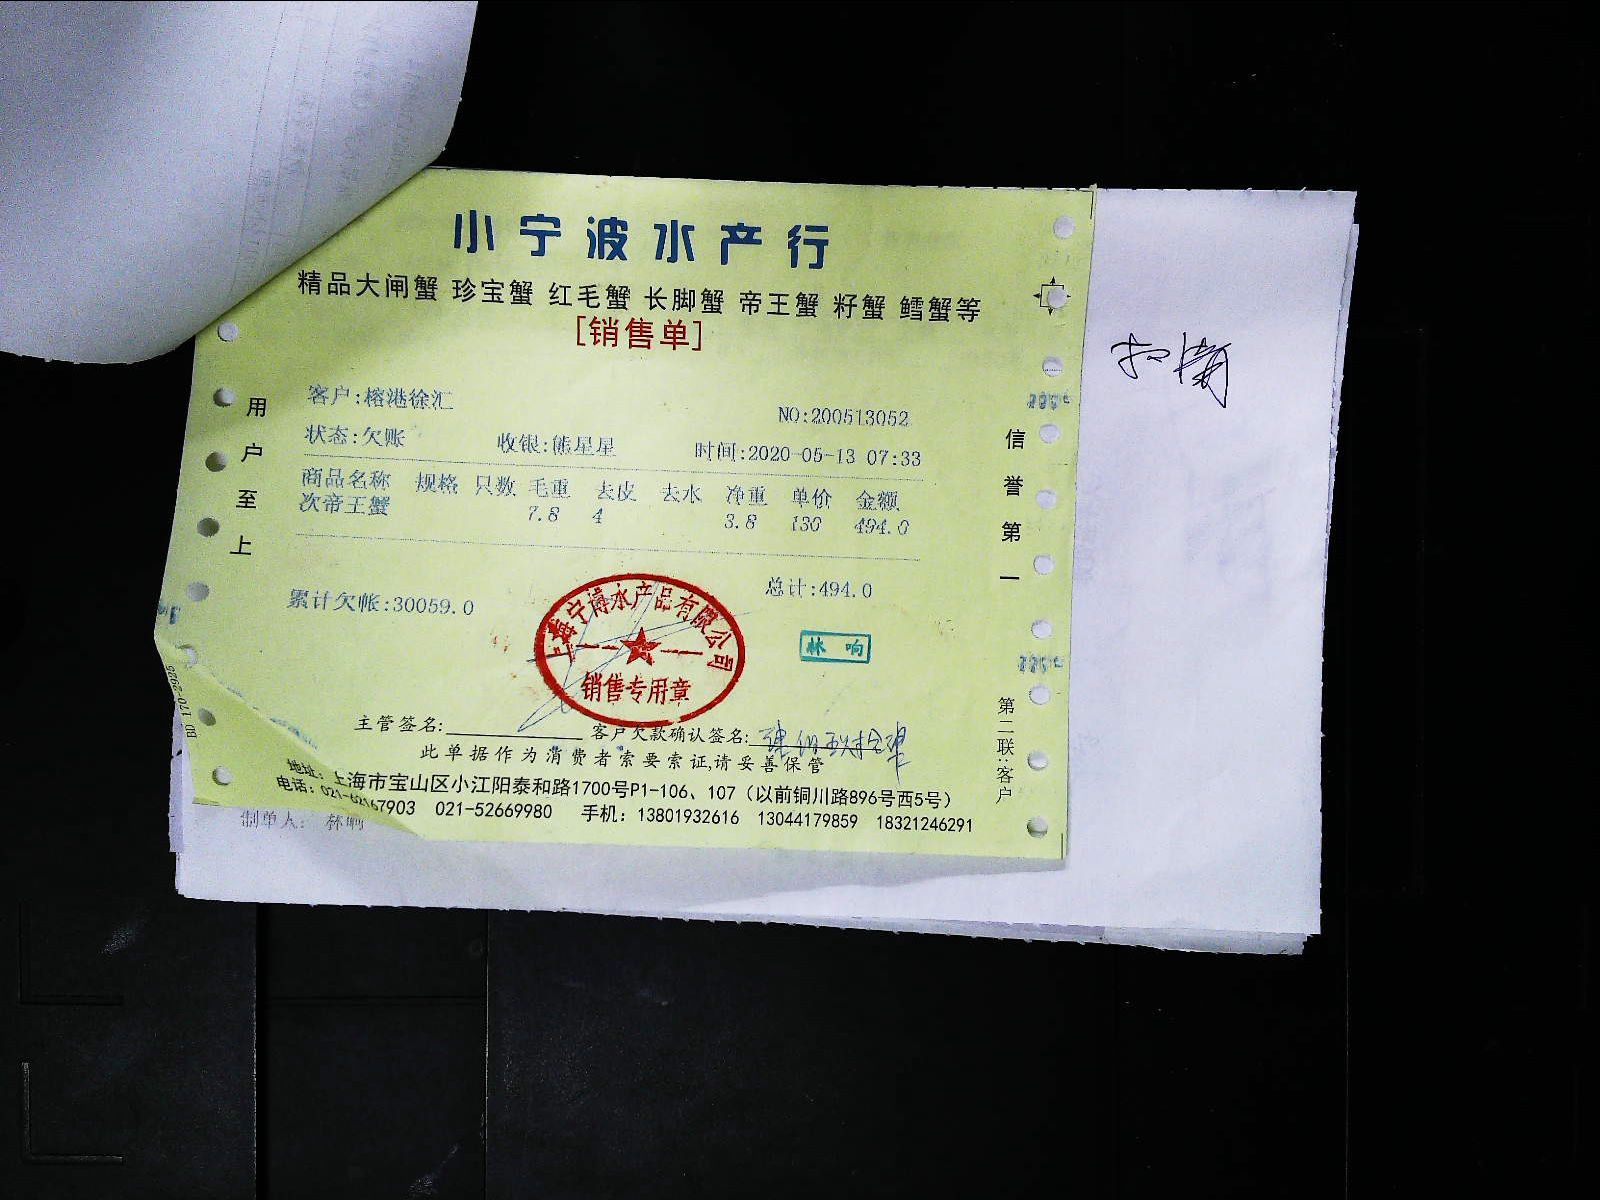 小宁波水产行
精品大闸蟹 珍宝蟹 红毛蟹 长脚蟹 帝王蟹 籽蟹 鳕蟹等
[销售单]
用户至上
信誉第一
客户:榕港徐汇
NO:200513052
状态:欠账 收银:熊星星 时间:2020-05-13 07:33
商品名称 规格 只数 毛重 去皮 去水 净重 单价 金额
次帝王蟹 7.8 4 3.8 130 494.0
累计欠帐:30059.0 总计:494.0
上海宁浔水产品有限公司
销售专用章
林响
主管签名: 客户欠款确认签名:
此单据作为消费者索要索证,请妥善保管
第二联:客户
地址: 上海市宝山区小江阳泰和路1700号P1-106、107（以前铜川路896号西5号）
电话: 021-62167903 021-52669980 手机: 13801932616 13044179859 18321246291
制单人: 林响